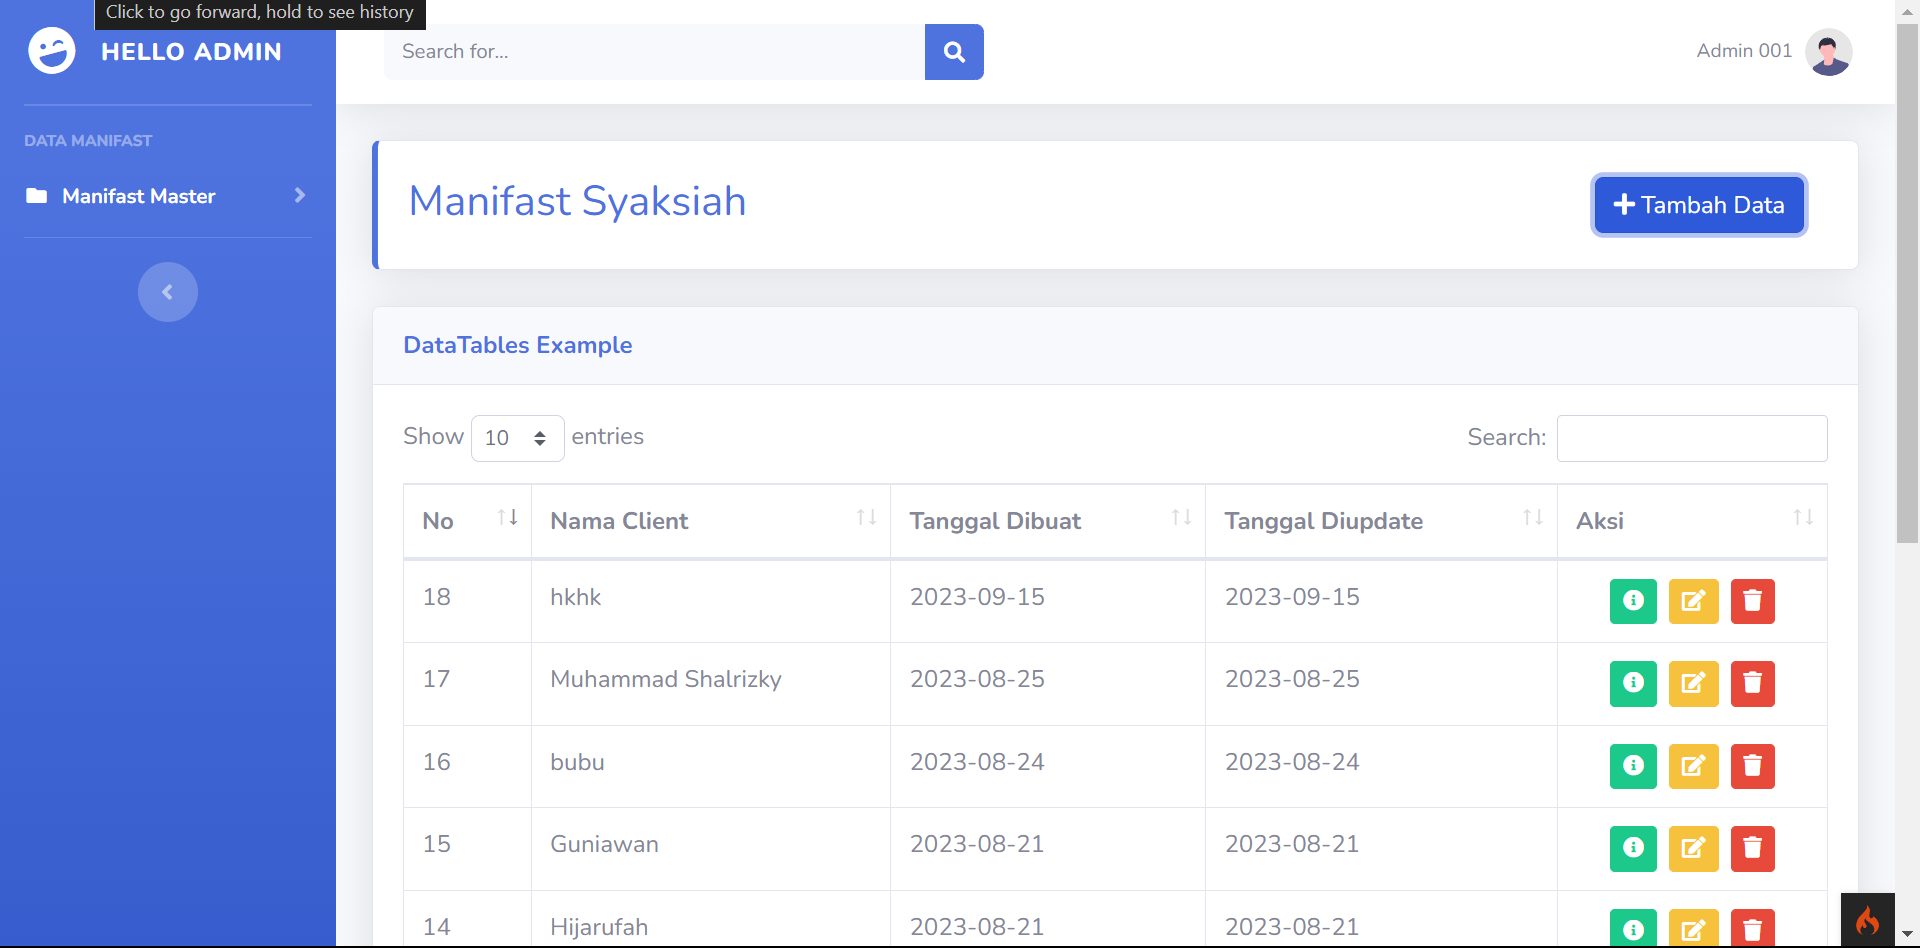 Click to go forward, hold to see history
HELLO ADMIN
Search for...
Admin 001
DATA MANIFAST
Manifast Master
Manifast Syaksiah
Tambah Data
DataTables Example
Show 10 entries
Search:
No Nama Client Tanggal Dibuat Tanggal Diupdate Aksi
18 hkhk 2023-09-15 2023-09-15
17 Muhammad Shalrizky 2023-08-25 2023-08-25
16 bubu 2023-08-24 2023-08-24
15 Guniawan 2023-08-21 2023-08-21
14 Hijarufah 2023-08-21 2023-08-21